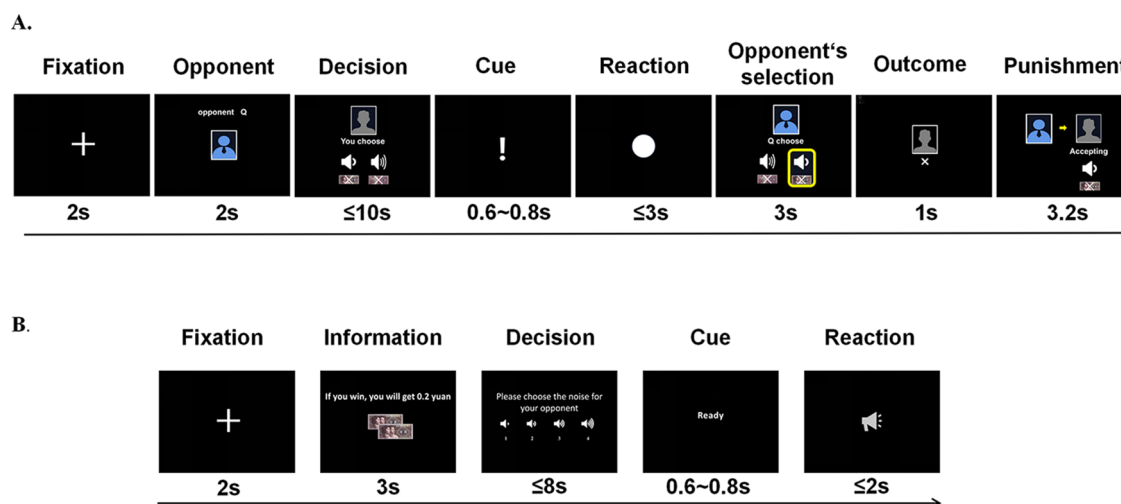 A.
Fixation
Opponent
Decision
Cue
Reaction
Opponent‘s
selection
Outcome
Punishment
opponent Q
You choose
!
Q choose
Accepting
2s
2s
≤10s
0.6~0.8s
≤3s
3s
1s
3.2s
B.
Fixation
Information
Decision
Cue
Reaction
If you win, you will get 0.2 yuan
Please choose the noise for
your opponent
1 2 3 4
Ready
2s
3s
≤8s
0.6~0.8s
≤2s